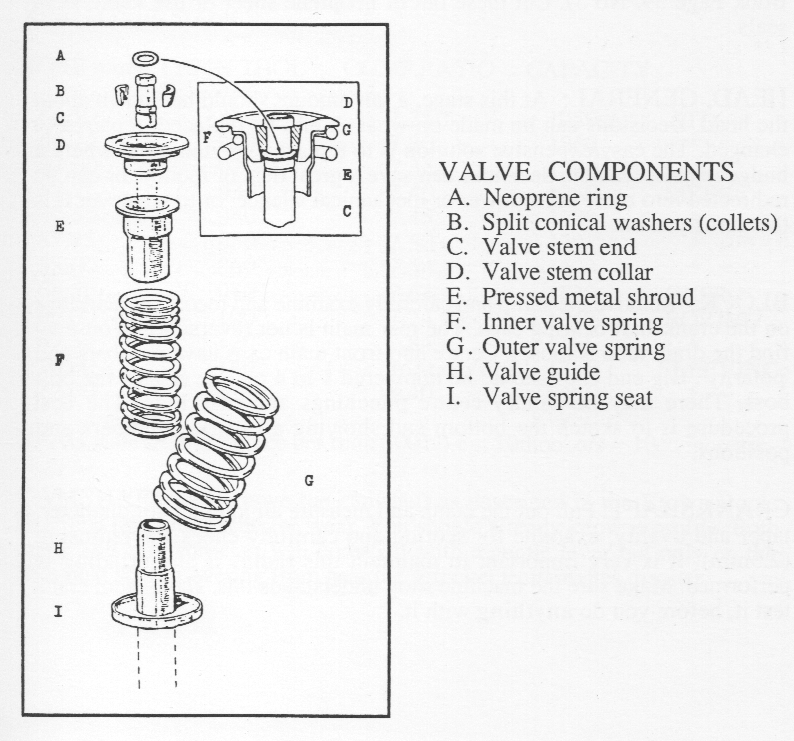 A
B
C
D
E
F
G
H
I
D
F
G
E
C
VALVE COMPONENTS
A. Neoprene ring
B. Split conical washers (collets)
C. Valve stem end
D. Valve stem collar
E. Pressed metal shroud
F. Inner valve spring
G. Outer valve spring
H. Valve guide
I. Valve spring seat